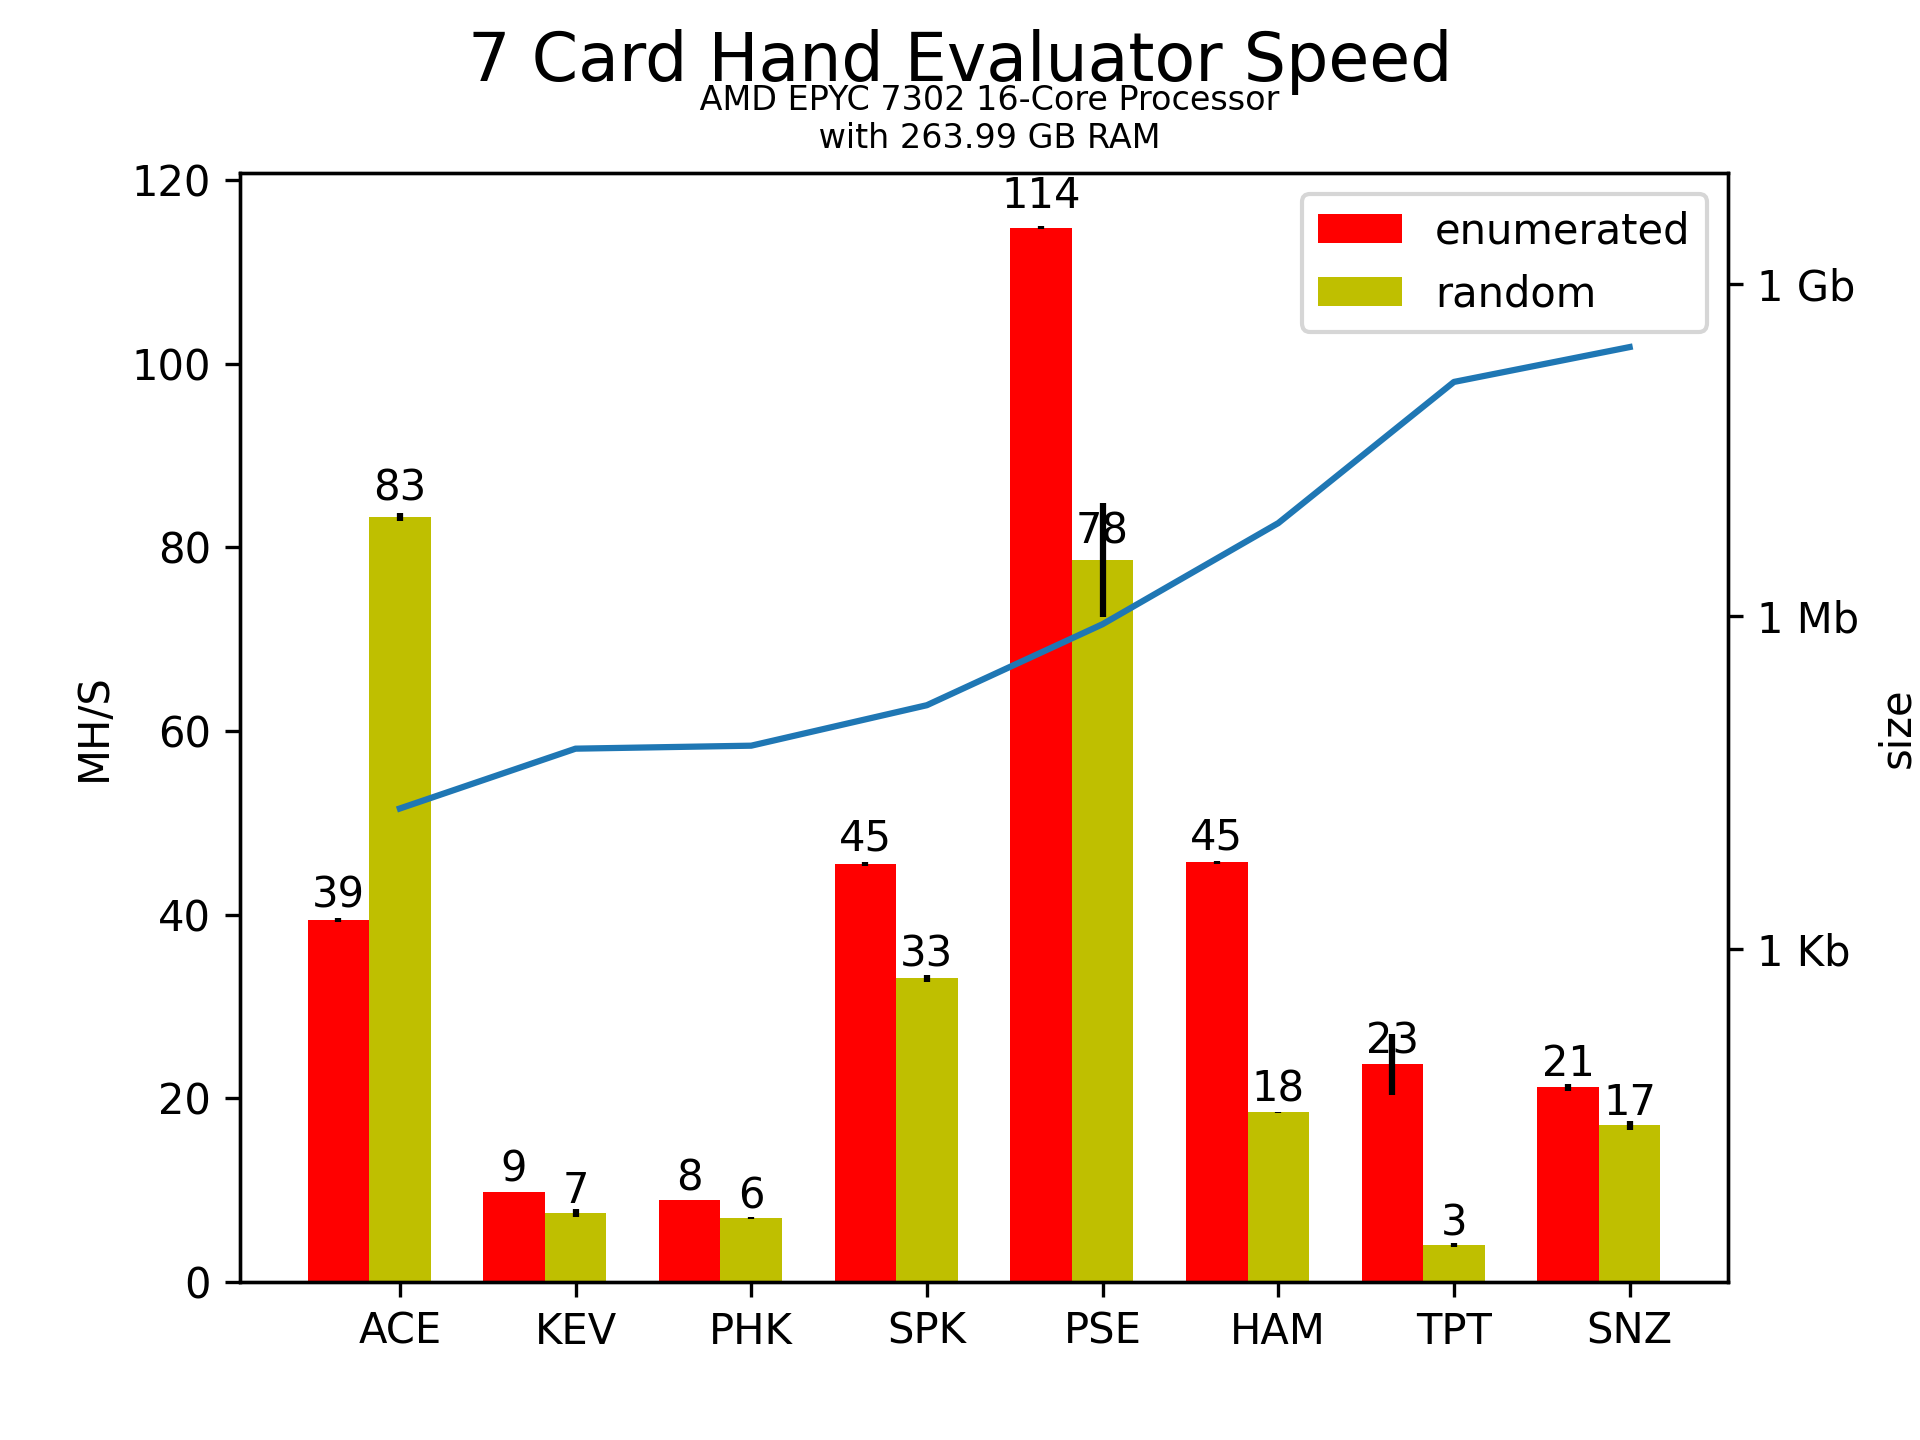 7 Card Hand Evaluator Speed
AMD EPYC 7302 16-Core Processor
with 263.99 GB RAM
120
100
80
60
40
20
0
MH/S
enumerated
random
1 Gb
1 Mb
1 Kb
size
39
83
9
7
8
6
45
33
114
78
45
18
23
3
21
17
ACE
KEV
PHK
SPK
PSE
HAM
TPT
SNZ